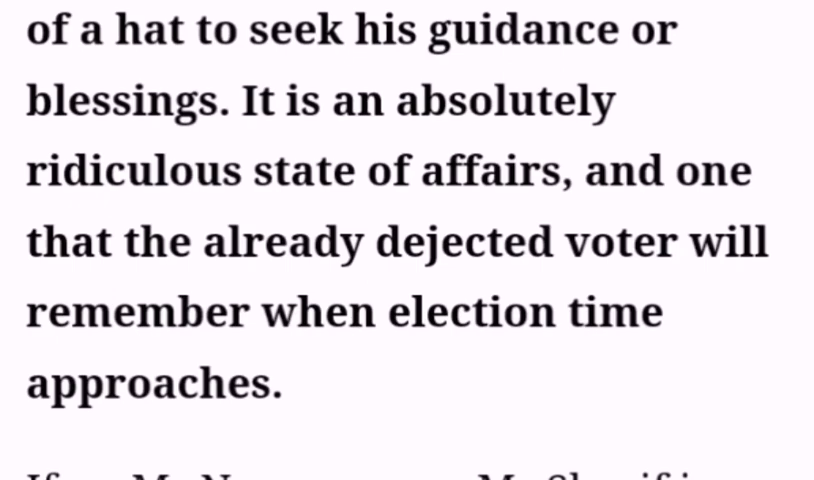 of a hat to seek his guidance or
blessings. It is an absolutely
ridiculous state of affairs, and one
that the already dejected voter will
remember when election time
approaches.